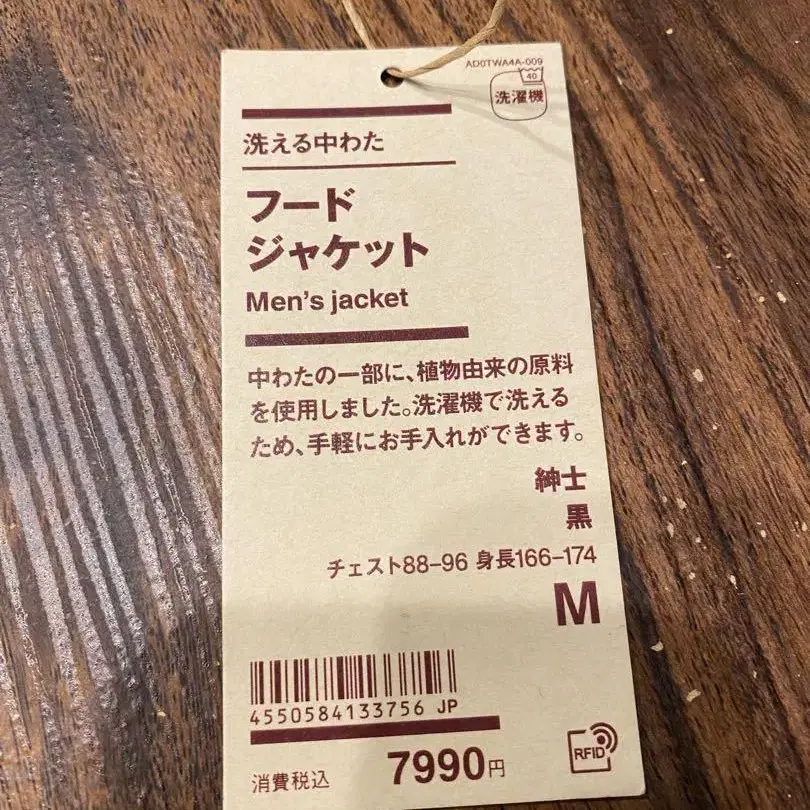 AD0TWA4A-009
40
洗濯機
洗える中わた
フード
ジャケット
Men's jacket
中わたの一部に、植物由来の原料
を使用しました。洗濯機で洗える
ため、手軽にお手入れができます。
紳士
黒
チェスト88–96 身長166–174
M
4550584133756 JP
消費税込 7990円
RFID